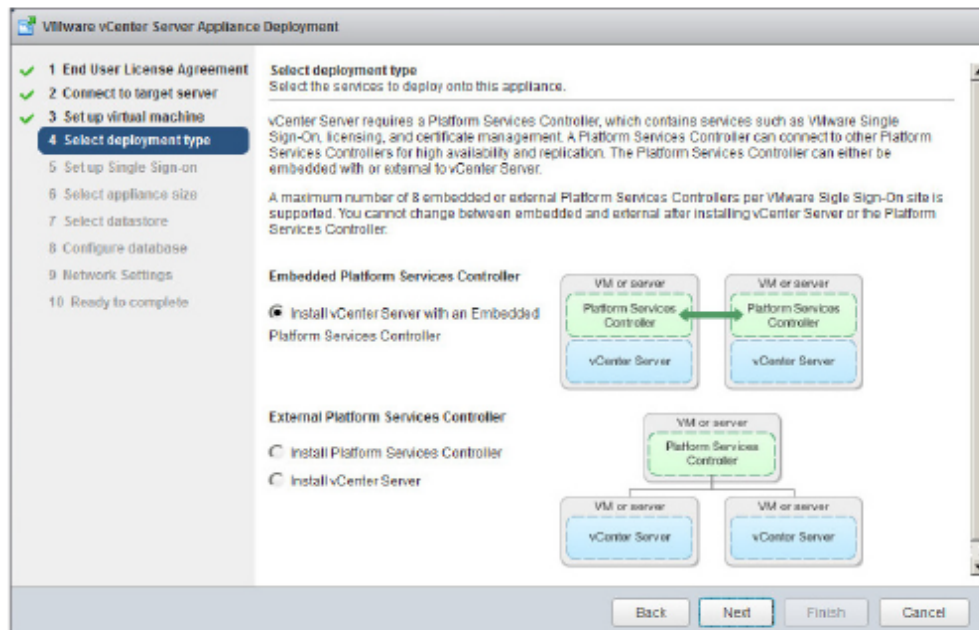 VMware vCenter Server Appliance Deployment
1 End User License Agreement
2 Connect to target server
3 Set up virtual machine
4 Select deployment type
5 Set up Single Sign-on
6 Select appliance size
7 Select datastore
8 Configure database
9 Network Settings
10 Ready to complete
Select deployment type
Select the services to deploy onto this appliance.
vCenter Server requires a Platform Services Controller, which contains services such as VMware Single
Sign-On, licensing, and certificate management. A Platform Services Controller can connect to other Platform
Services Controllers for high availability and replication. The Platform Services Controller can either be
embedded with or external to vCenter Server.
A maximum number of 8 embedded or external Platform Services Controllers per VMware Sigle Sign-On site is
supported. You cannot change between embedded and external after installing vCenter Server or the Platform
Services Controller.
Embedded Platform Services Controller
Install vCenter Server with an Embedded
Platform Services Controller
VM or server
Platform Services
Controller
vCenter Server
VM or server
Platform Services
Controller
vCenter Server
External Platform Services Controller
Install Platform Services Controller
Install vCenter Server
VM or server
Platform Services
Controller
VM or server
vCenter Server
VM or server
vCenter Server
Back
Next
Finish
Cancel